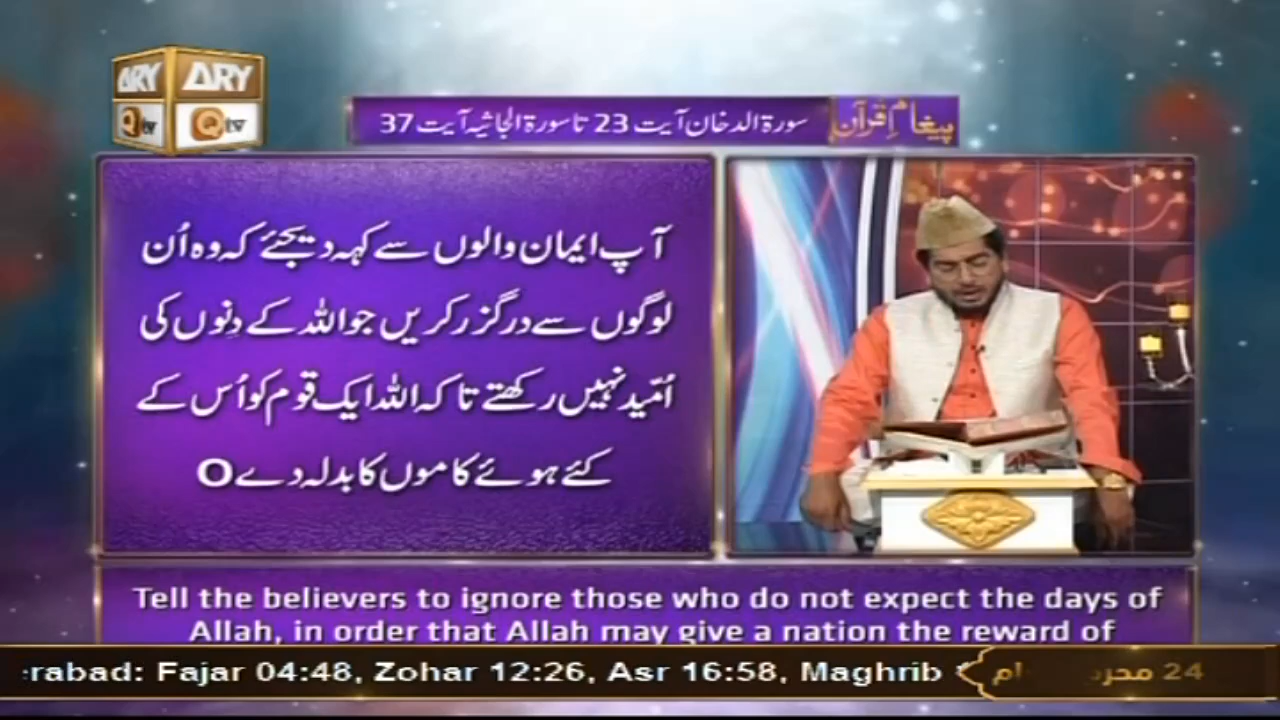 ARY ARY
Qtv Qtv
پیغامِ قرآن
سورۃ الدخان آیت 23 تا سورۃ الجاثیہ آیت 37
آپ ایمان والوں سے کہہ دیجئے کہ وہ اُن
لوگوں سے درگزر کریں جو اللہ کے دِنوں کی
اُمّید نہیں رکھتے تاکہ اللہ ایک قوم کو اُس کے
کئے ہوئے کاموں کا بدلہ دے O
Tell the believers to ignore those who do not expect the days of
Allah, in order that Allah may give a nation the reward of
rabad: Fajar 04:48, Zohar 12:26, Asr 16:58, Maghrib
24